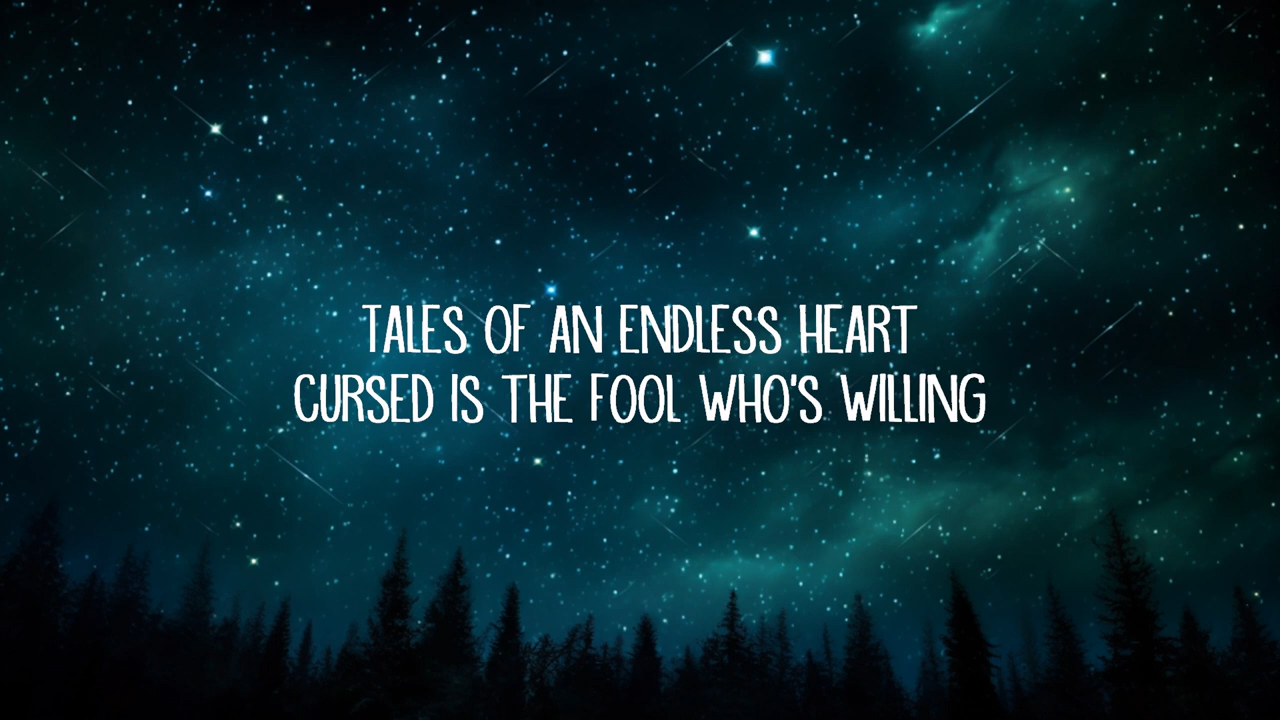 TALES OF AN ENDLESS HEART
CURSED IS THE FOOL WHO'S WILLING